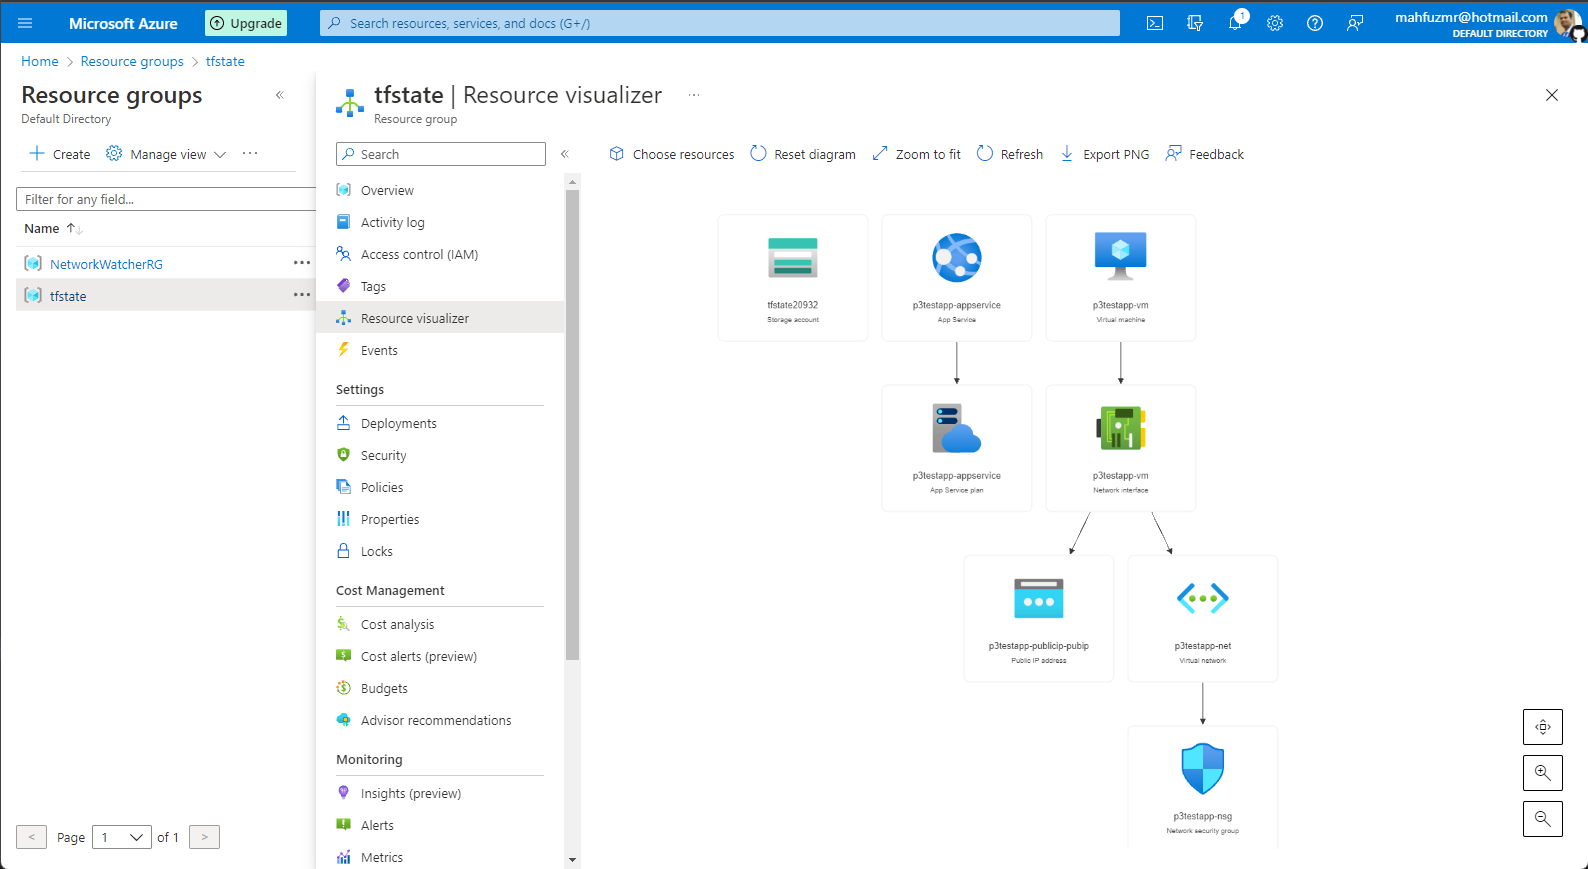 Microsoft Azure
Upgrade
Search resources, services, and docs (G+/)
1
mahfuzmr@hotmail.com
DEFAULT DIRECTORY
Home > Resource groups > tfstate
Resource groups
Default Directory
Create
Manage view
Filter for any field...
Name
NetworkWatcherRG
tfstate
Page 1 of 1
tfstate | Resource visualizer
Resource group
Search
Overview
Activity log
Access control (IAM)
Tags
Resource visualizer
Events
Settings
Deployments
Security
Policies
Properties
Locks
Cost Management
Cost analysis
Cost alerts (preview)
Budgets
Advisor recommendations
Monitoring
Insights (preview)
Alerts
Metrics
Choose resources
Reset diagram
Zoom to fit
Refresh
Export PNG
Feedback
tfstate20932
Storage account
p3testapp-appservice
App Service
p3testapp-vm
Virtual machine
p3testapp-appservice
App Service plan
p3testapp-vm
Network interface
p3testapp-publicip-pubip
Public IP address
p3testapp-net
Virtual network
p3testapp-nsg
Network security group